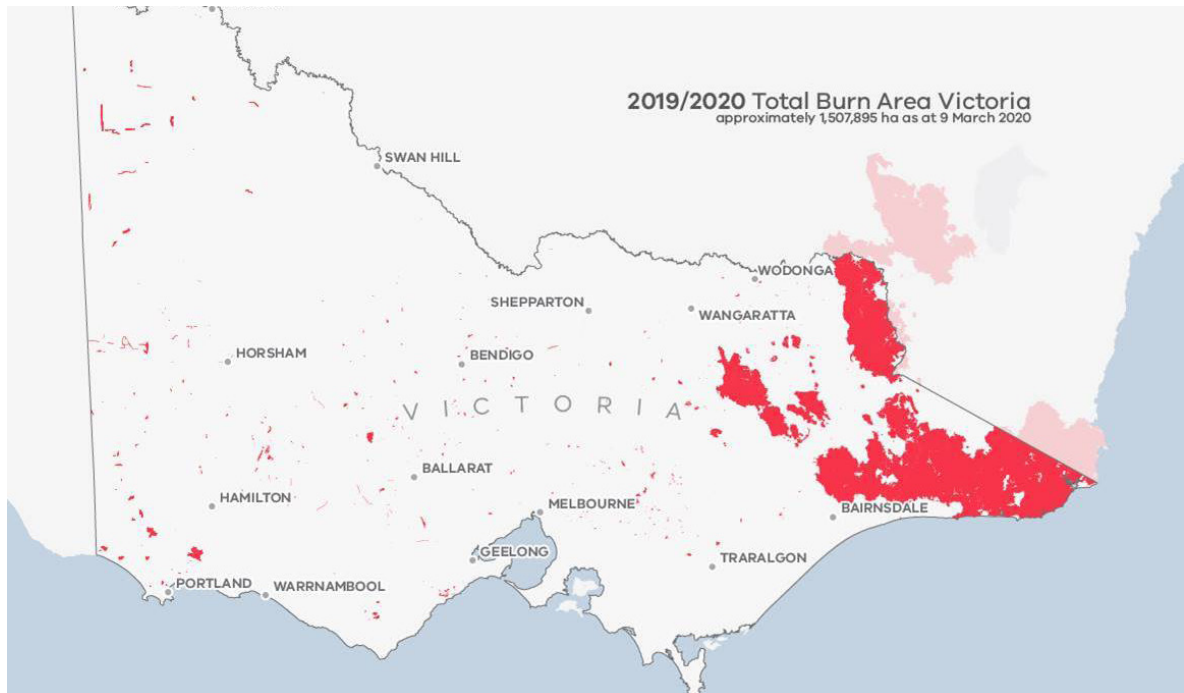 2019/2020 Total Burn Area Victoria
approximately 1,507,895 ha as at 9 March 2020
SWAN HILL
WODONGA
SHEPPARTON
WANGARATTA
HORSHAM
BENDIGO
VICTORIA
BALLARAT
HAMILTON
MELBOURNE
BAIRNSDALE
GEELONG
TRARALGON
PORTLAND
WARRNAMBOOL